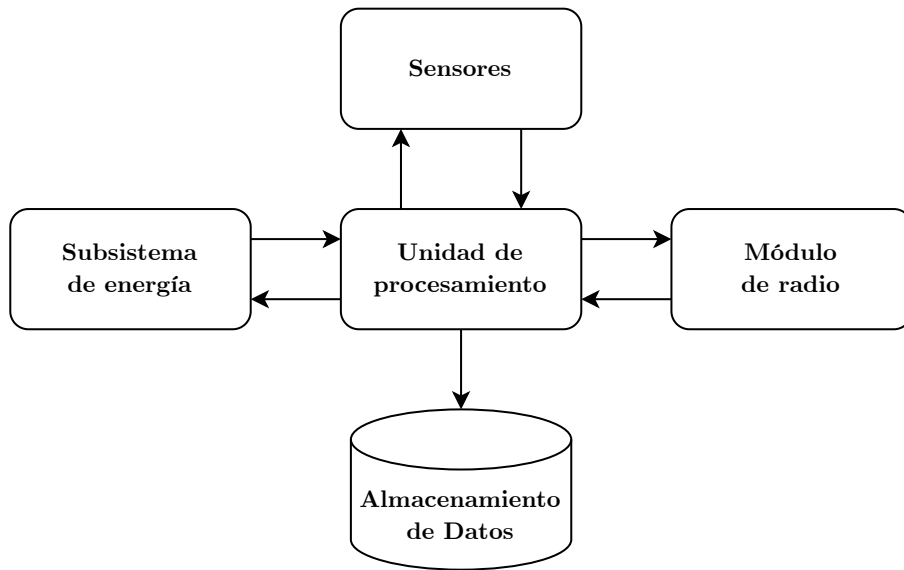 Sensores
Subsistema
de energía
Unidad de
procesamiento
Módulo
de radio
Almacenamiento
de Datos